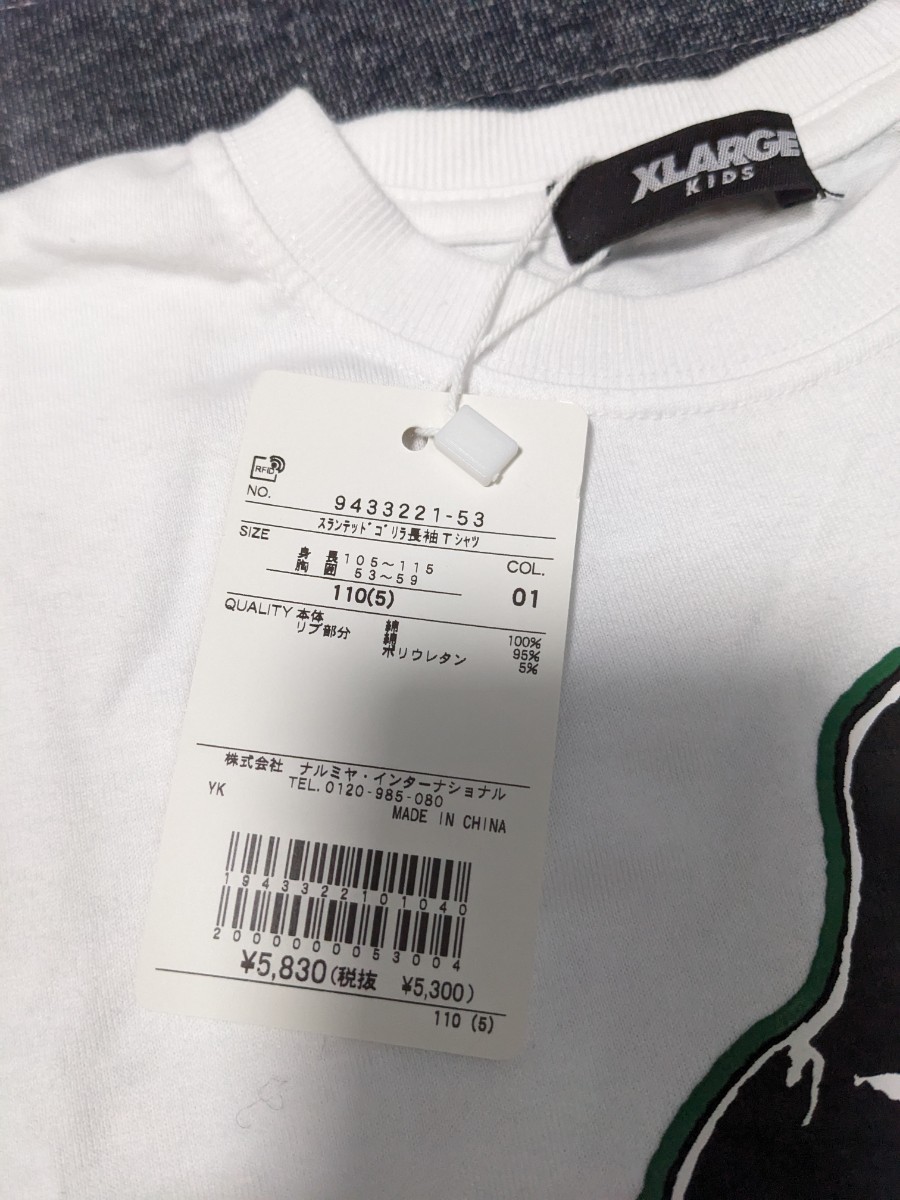 XLARGE
KIDS
RFID
NO.
9433221-53
スランテッドゴリラ長袖Tシャツ
SIZE
身長 105～115
胸囲 53～59
COL.
110(5)
01
QUALITY 本体 綿 100%
リブ部分 綿 95%
ポリウレタン 5%
株式会社 ナルミヤ・インターナショナル
TEL.0120-985-080
YK
MADE IN CHINA
1943322101040
2000000053004
¥5,830(税抜 ¥5,300)
110 (5)